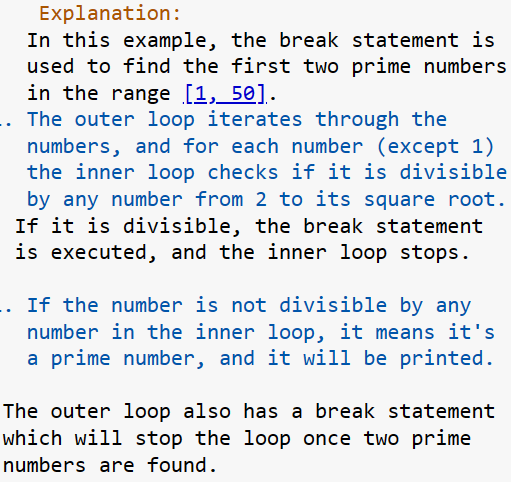 Explanation:
In this example, the break statement is
used to find the first two prime numbers
in the range [1, 50].
. The outer loop iterates through the
numbers, and for each number (except 1)
the inner loop checks if it is divisible
by any number from 2 to its square root.
If it is divisible, the break statement
is executed, and the inner loop stops.
. If the number is not divisible by any
number in the inner loop, it means it's
a prime number, and it will be printed.
The outer loop also has a break statement
which will stop the loop once two prime
numbers are found.